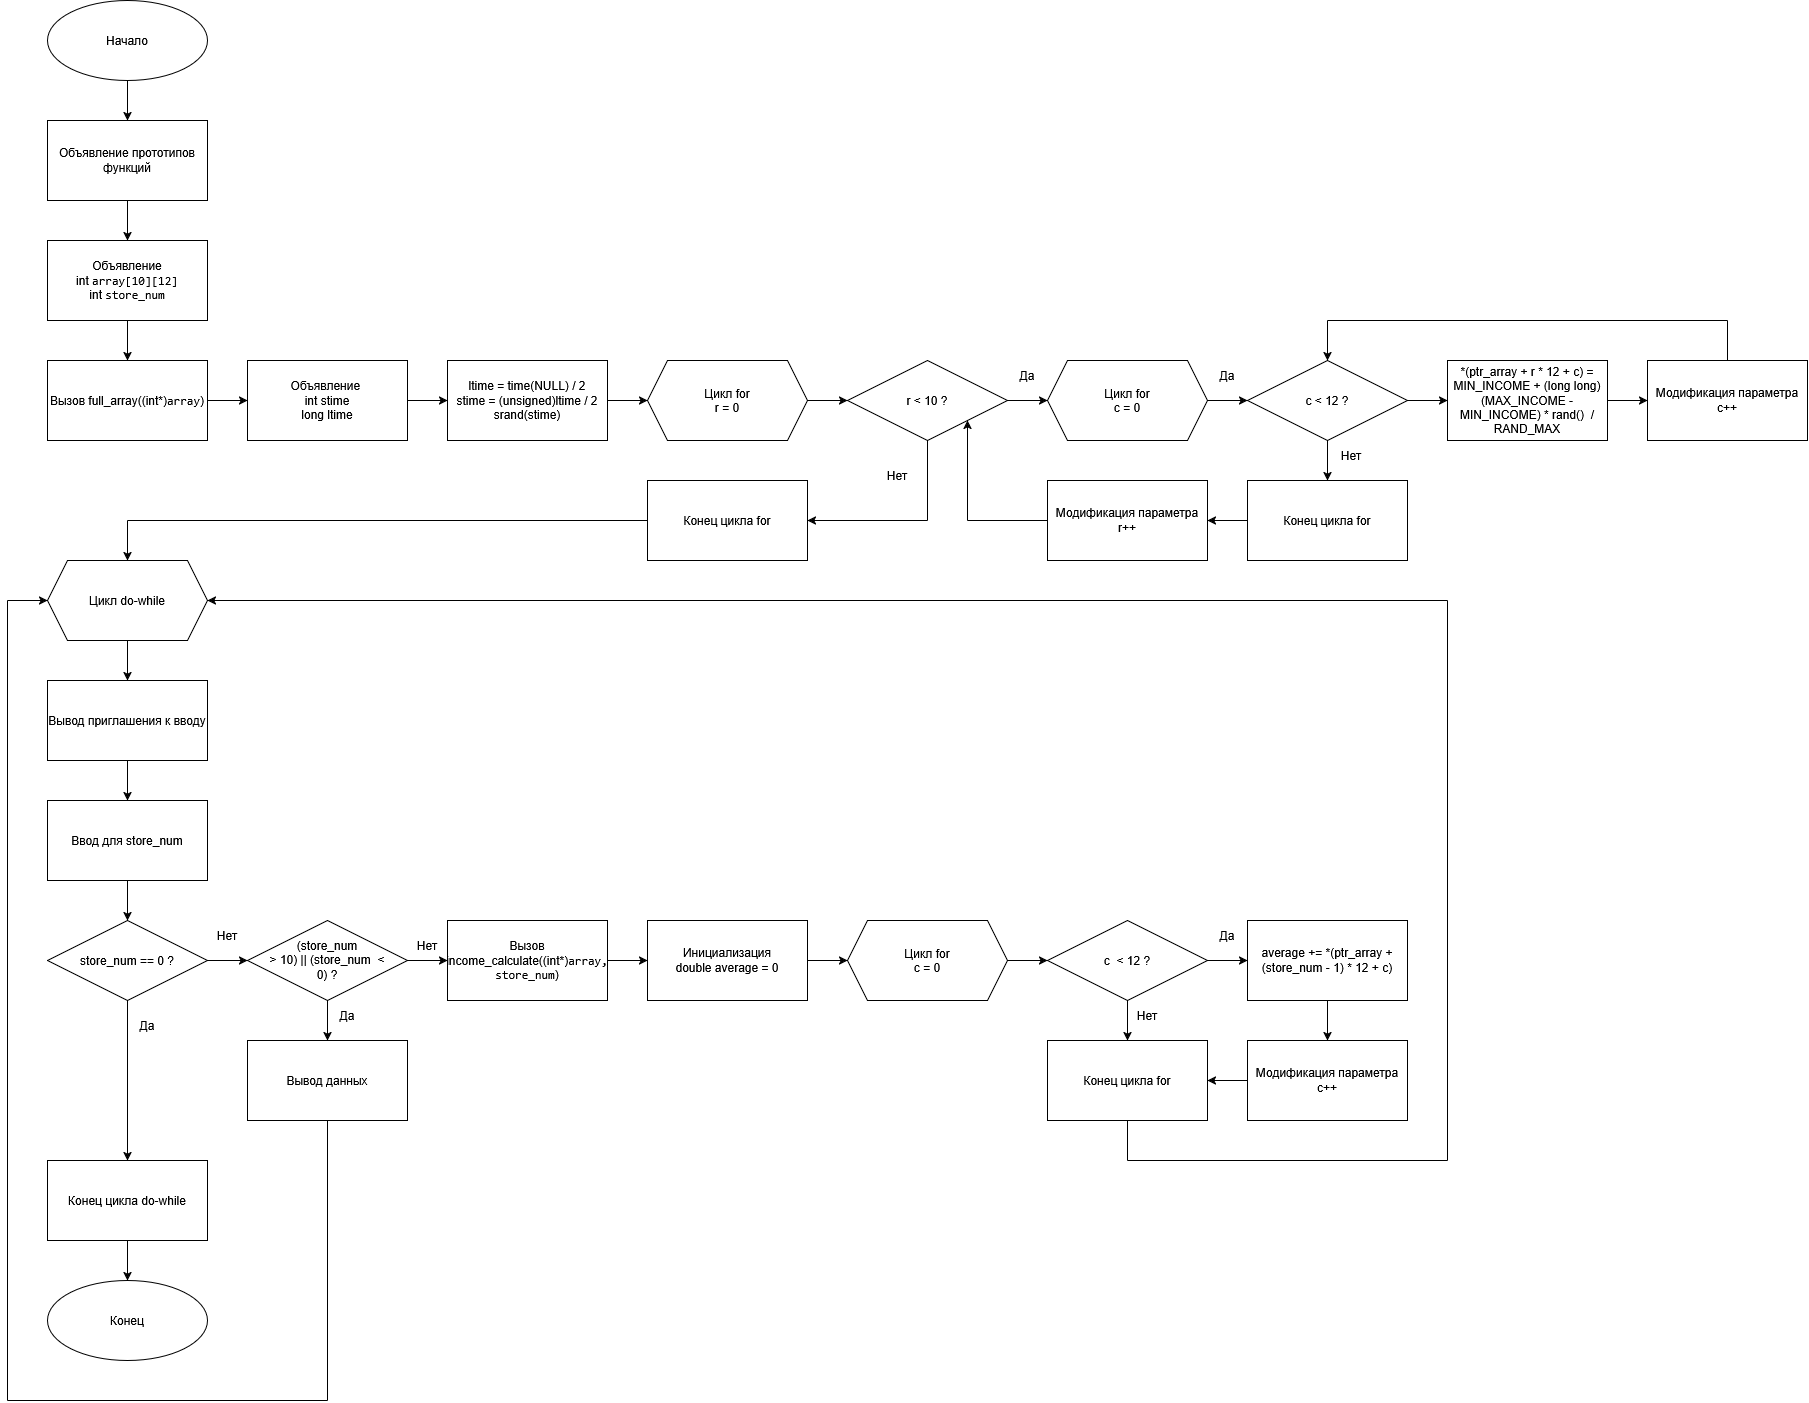 Начало
Объявление прототипов
функций
Объявление
int array[10][12]
int store_num
Вызов full_array((int*)array)
Объявление
int stime
long ltime
ltime = time(NULL) / 2
stime = (unsigned)ltime / 2
srand(stime)
Цикл for
r = 0
r < 10 ?
Да
Цикл for
c = 0
Да
c < 12 ?
*(ptr_array + r * 12 + c) =
MIN_INCOME + (long long)
(MAX_INCOME -
MIN_INCOME) * rand()  /
RAND_MAX
Модификация параметра
c++
Нет
Нет
Конец цикла for
Модификация параметра
r++
Конец цикла for
Цикл do-while
Вывод приглашения к вводу
Ввод для store_num
store_num == 0 ?
Нет
(store_num
> 10) || (store_num  <
0) ?
Нет
Вызов
ncome_calculate((int*)array,
store_num)
Инициализация
double average = 0
Цикл for
c = 0
c  < 12 ?
Да
average += *(ptr_array +
(store_num - 1) * 12 + c)
Да
Да
Нет
Вывод данных
Конец цикла for
Модификация параметра
c++
Конец цикла do-while
Конец